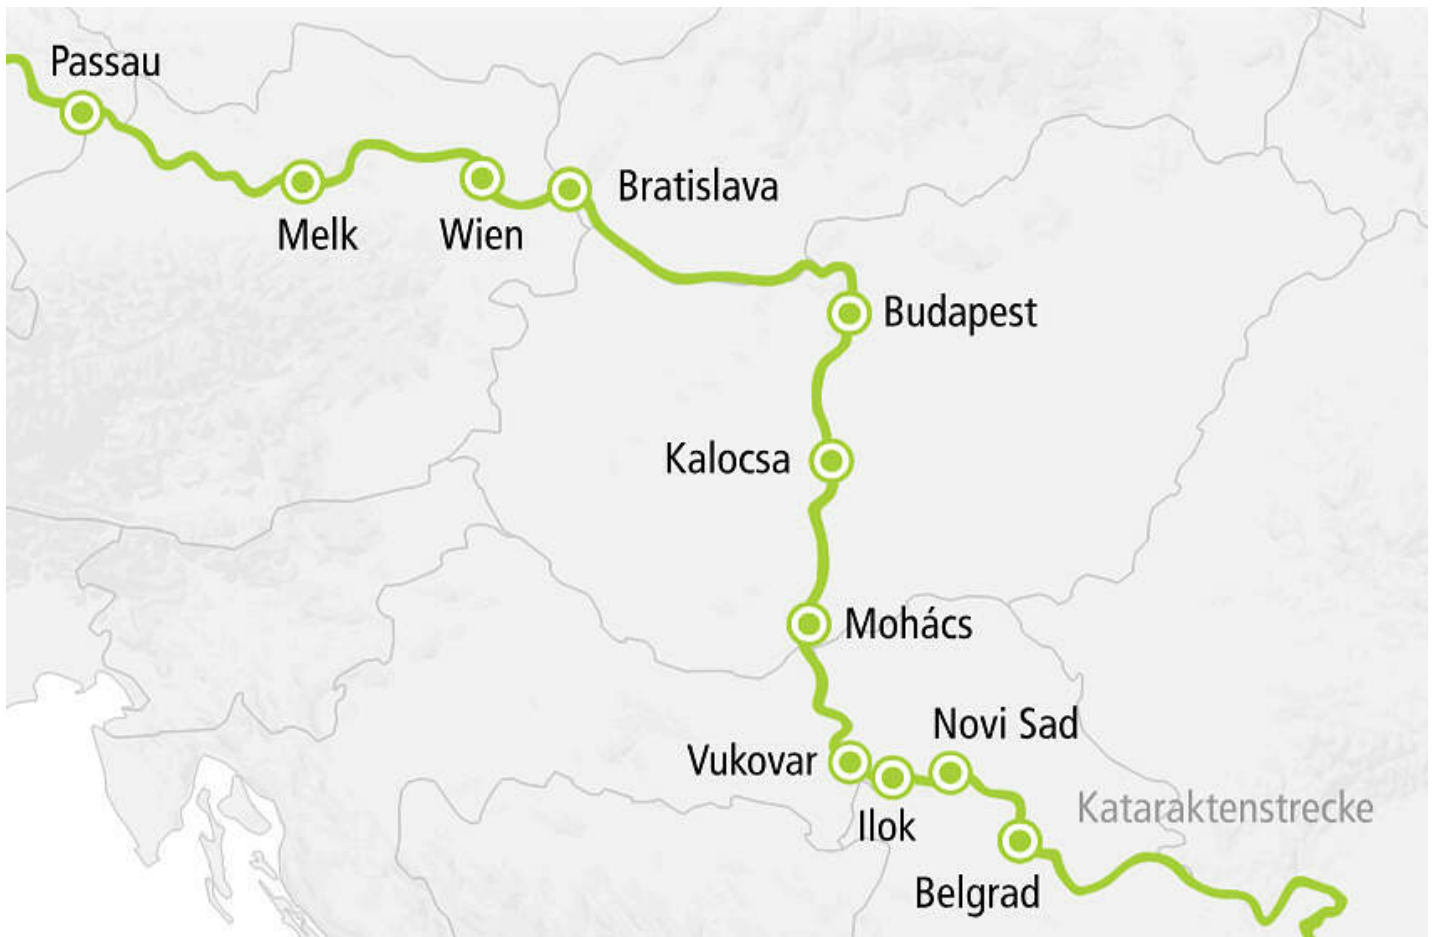 Passau
Melk
Wien
Bratislava
Budapest
Kalocsa
Mohács
Novi Sad
Vukovar
Ilok
Kataraktenstrecke
Belgrad